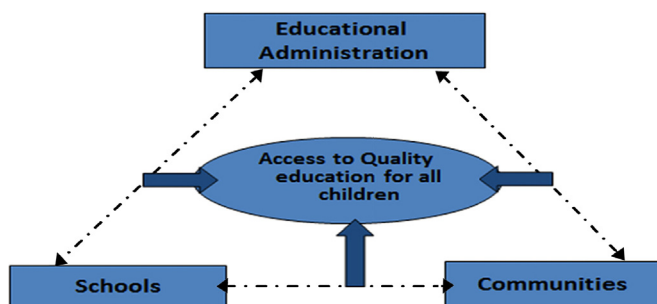 Educational
Administration
Access to Quality
education for all
children
Schools
Communities